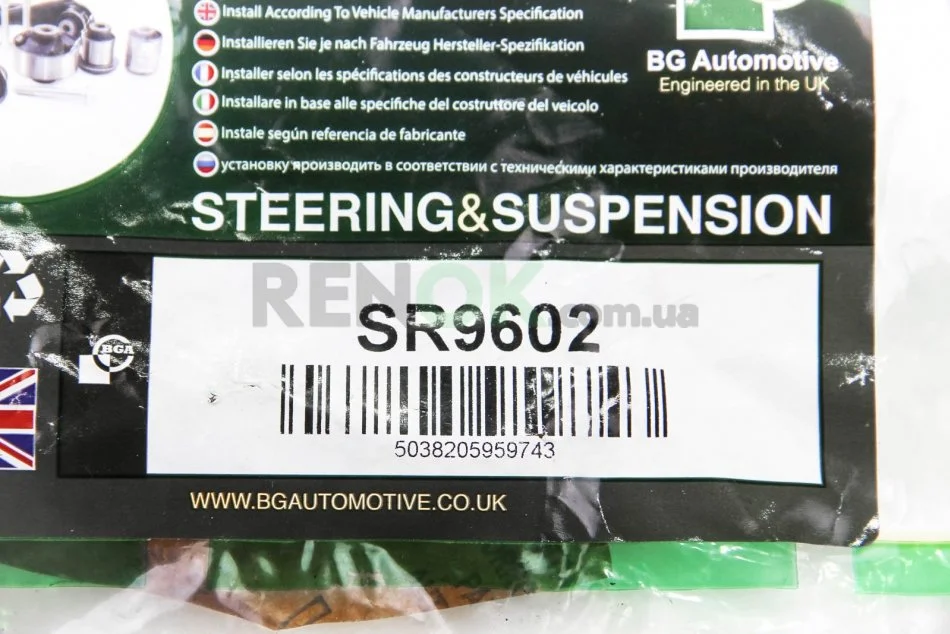 Install According To Vehicle Manufacturers Specification
Installieren Sie je nach Fahrzeug Hersteller-Spezifikation
Installer selon les spécifications des constructeurs de véhicules
Installare in base alle specifiche del costruttore del veicolo
Instale según referencia de fabricante
установку производить в соответствии с техническими характеристиками производителя
BG Automotive
Engineered in the UK
STEERING&SUSPENSION
RENOK.com.ua
SR9602
BGA
5038205959743
WWW.BGAUTOMOTIVE.CO.UK